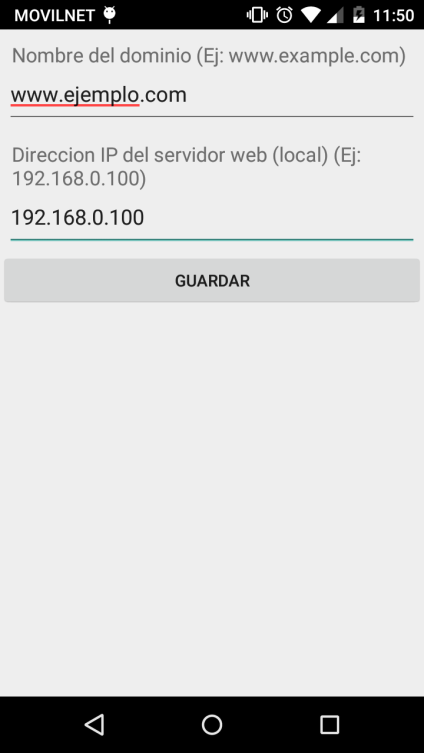 MOVILNET 11:50
Nombre del dominio (Ej: www.example.com)
www.ejemplo.com
Direccion IP del servidor web (local) (Ej:
192.168.0.100)
192.168.0.100
GUARDAR